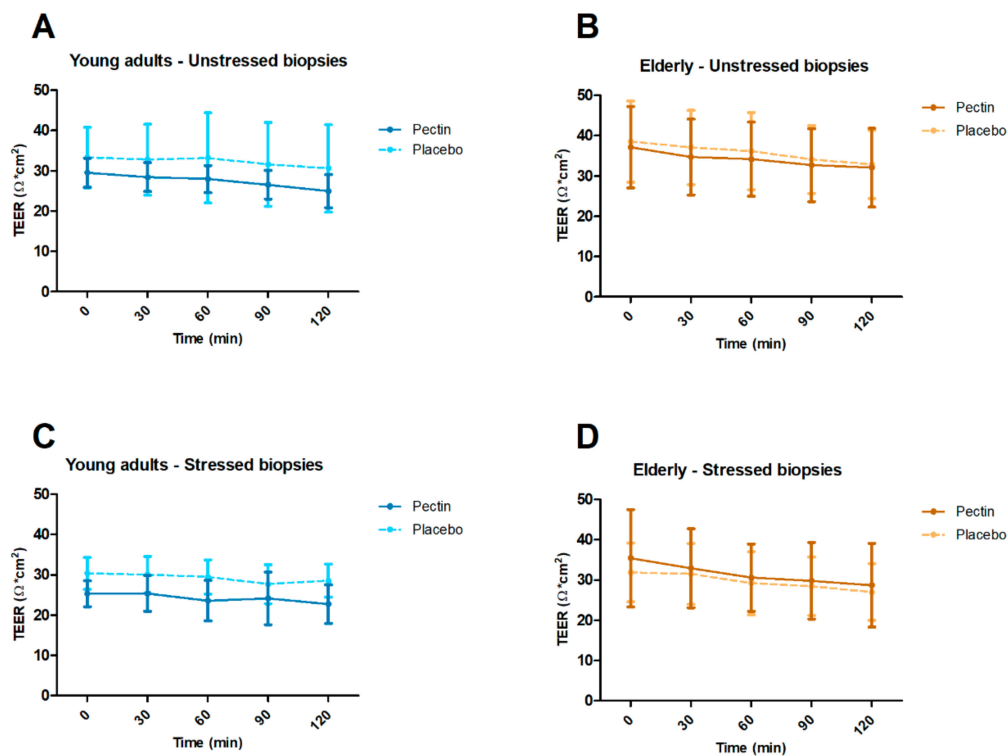 A
Young adults - Unstressed biopsies
50
40
30
20
10
0
TEER (Ω*cm2)
0
30
60
90
120
Time (min)
Pectin
Placebo
B
Elderly - Unstressed biopsies
50
40
30
20
10
0
TEER (Ω*cm2)
0
30
60
90
120
Time (min)
Pectin
Placebo
C
Young adults - Stressed biopsies
50
40
30
20
10
0
TEER (Ω*cm2)
0
30
60
90
120
Time (min)
Pectin
Placebo
D
Elderly - Stressed biopsies
50
40
30
20
10
0
TEER (Ω*cm2)
0
30
60
90
120
Time (min)
Pectin
Placebo